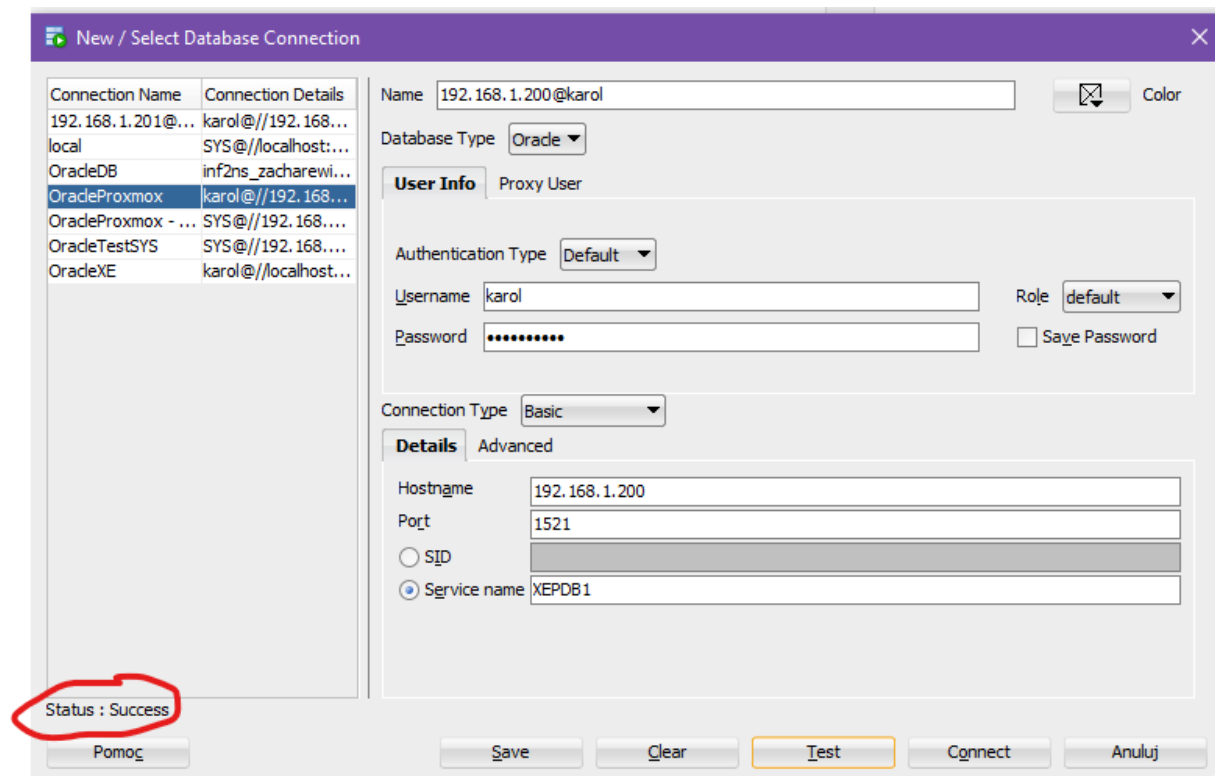 New / Select Database Connection
Connection Name Connection Details
192.168.1.201@... karol@//192.168...
local SYS@//localhost:...
OracleDB inf2ns_zacharewi...
OracleProxmox karol@//192.168...
OracleProxmox - ... SYS@//192.168....
OracleTestSYS SYS@//192.168....
OracleXE karol@//localhost...
Name 192.168.1.200@karol Color
Database Type Oracle
User Info Proxy User
Authentication Type Default
Username karol Role default
Password •••••••••• Save Password
Connection Type Basic
Details Advanced
Hostname 192.168.1.200
Port 1521
SID
Service name XEPDB1
Status : Success
Pomoc Save Clear Test Connect Anuluj